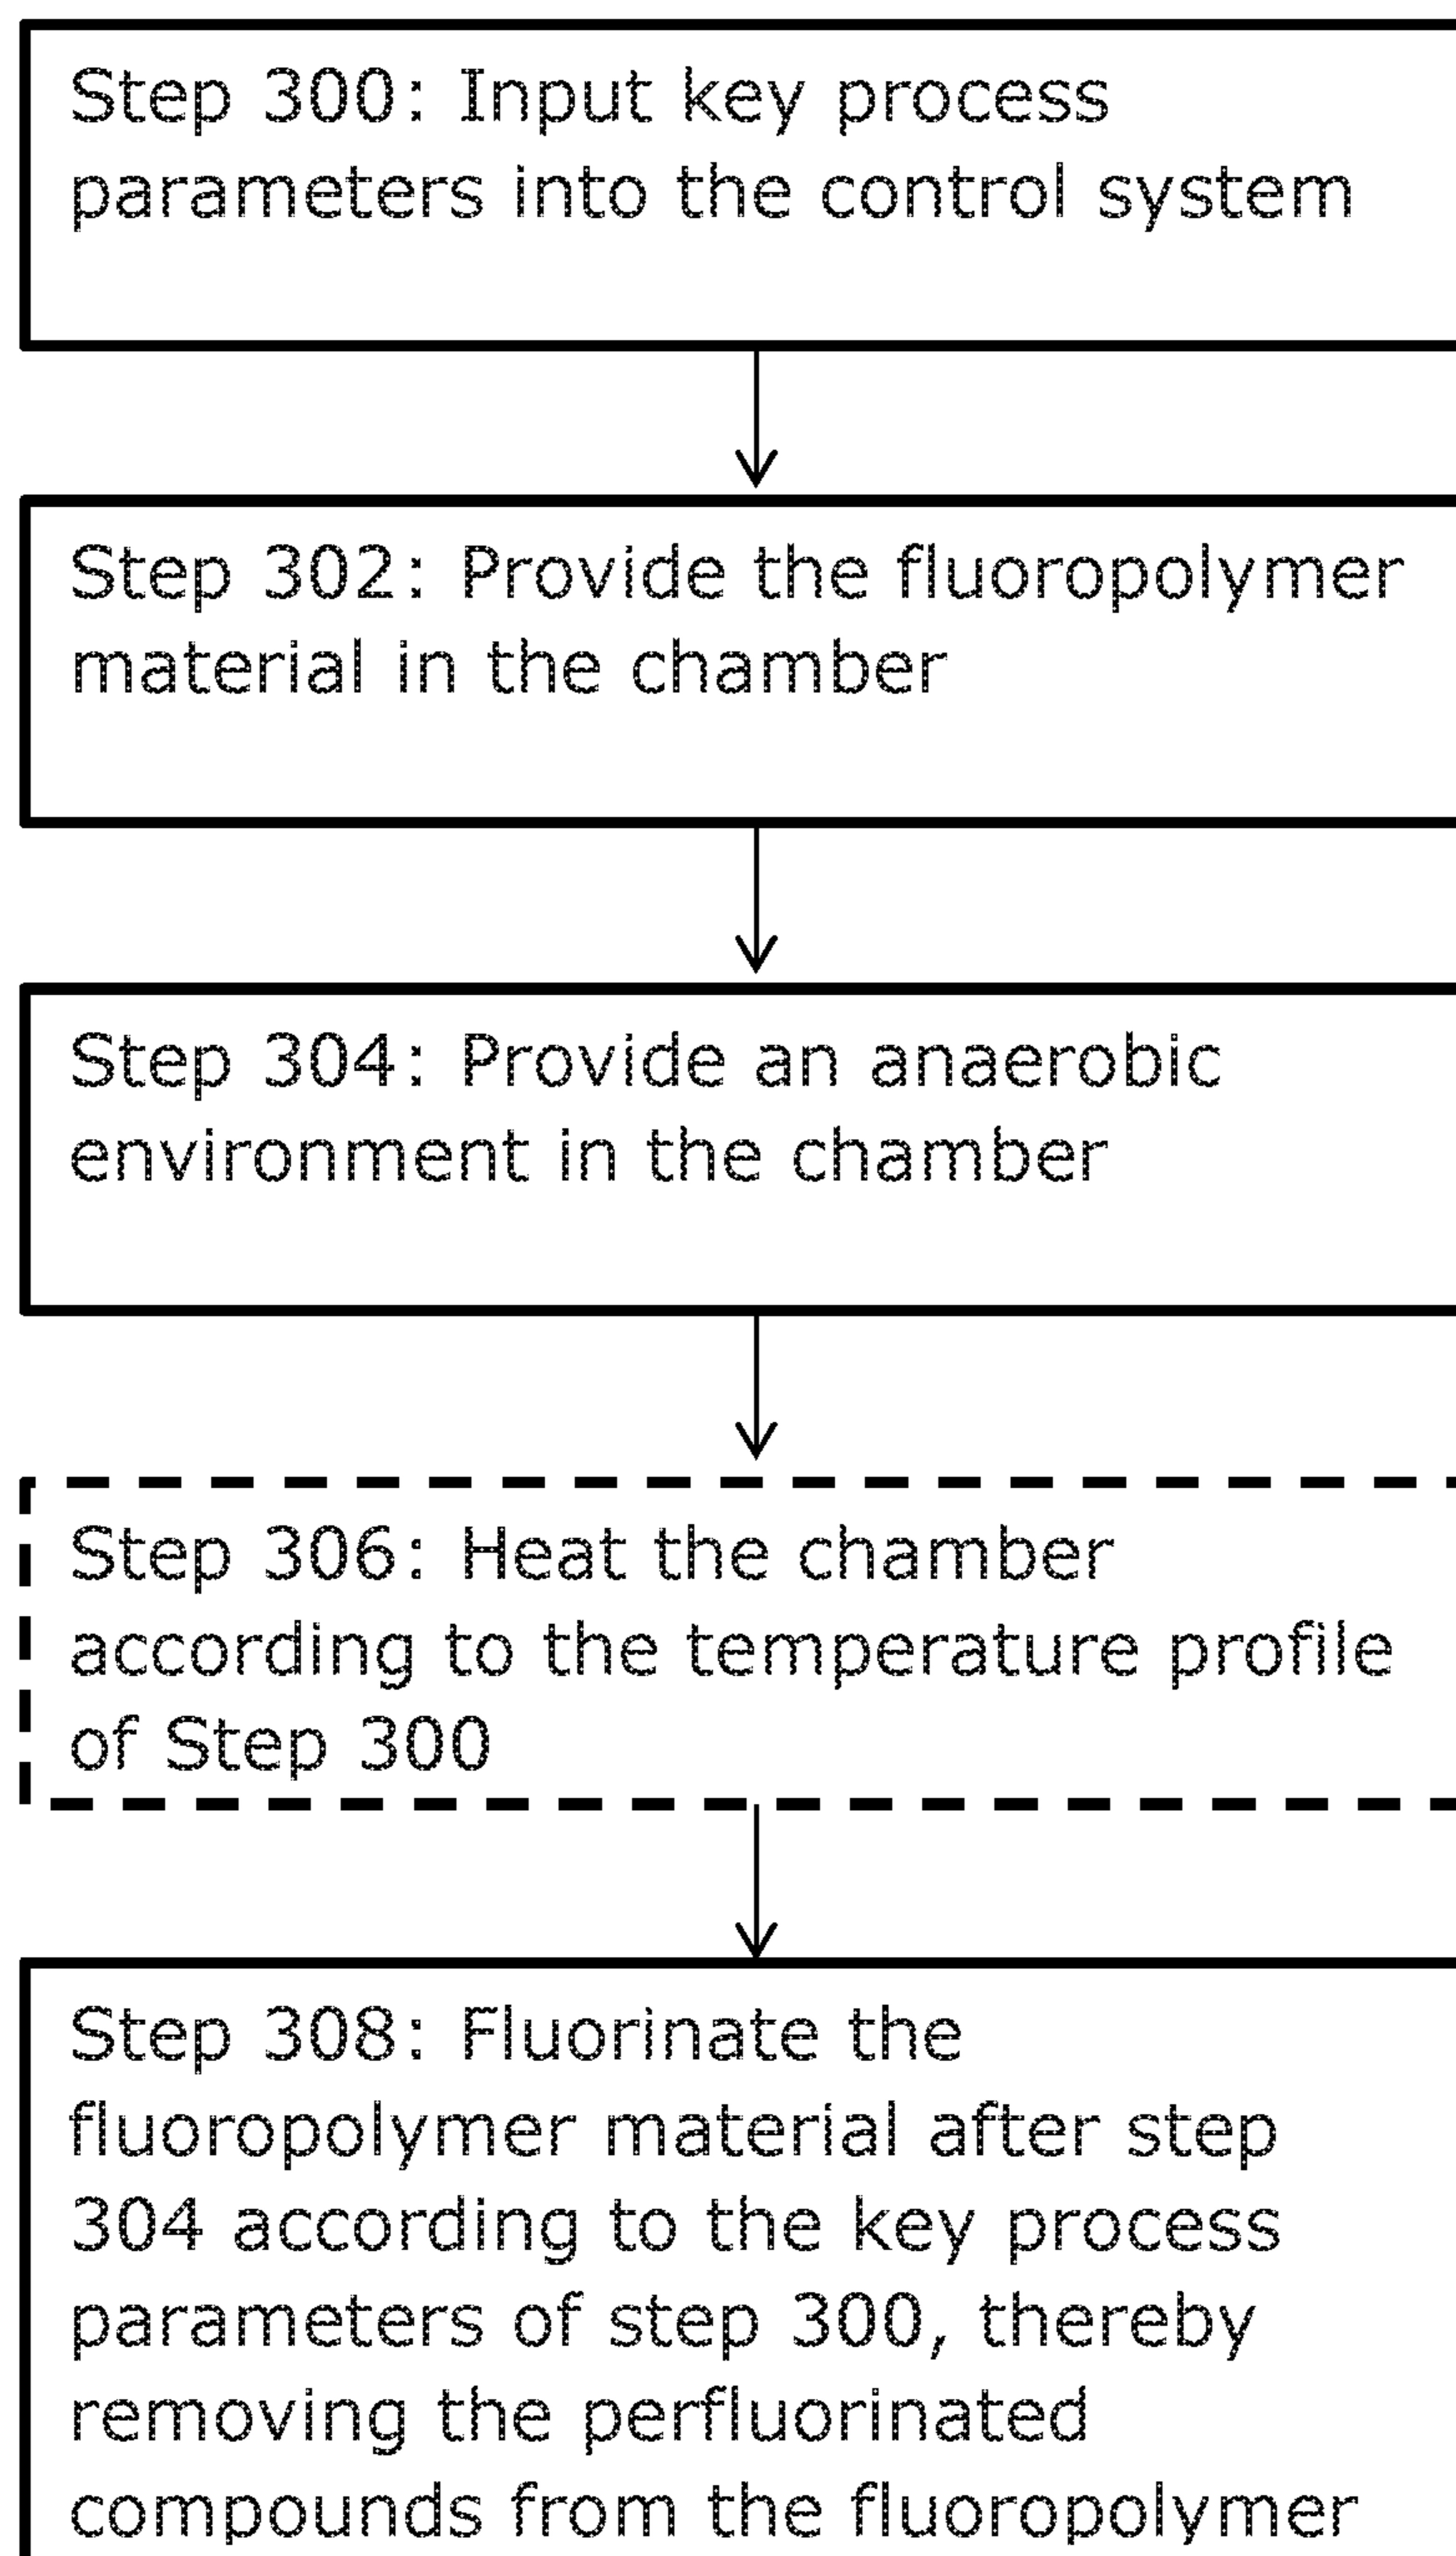 Step 300: Input key process
parameters into the control system
Step 302: Provide the fluoropolymer
material in the chamber
Step 304: Provide an anaerobic
environment in the chamber
Step 306: Heat the chamber
according to the temperature profile
of Step 300
Step 308: Fluorinate the
fluoropolymer material after step
304 according to the key process
parameters of step 300, thereby
removing the perfluorinated
compounds from the fluoropolymer